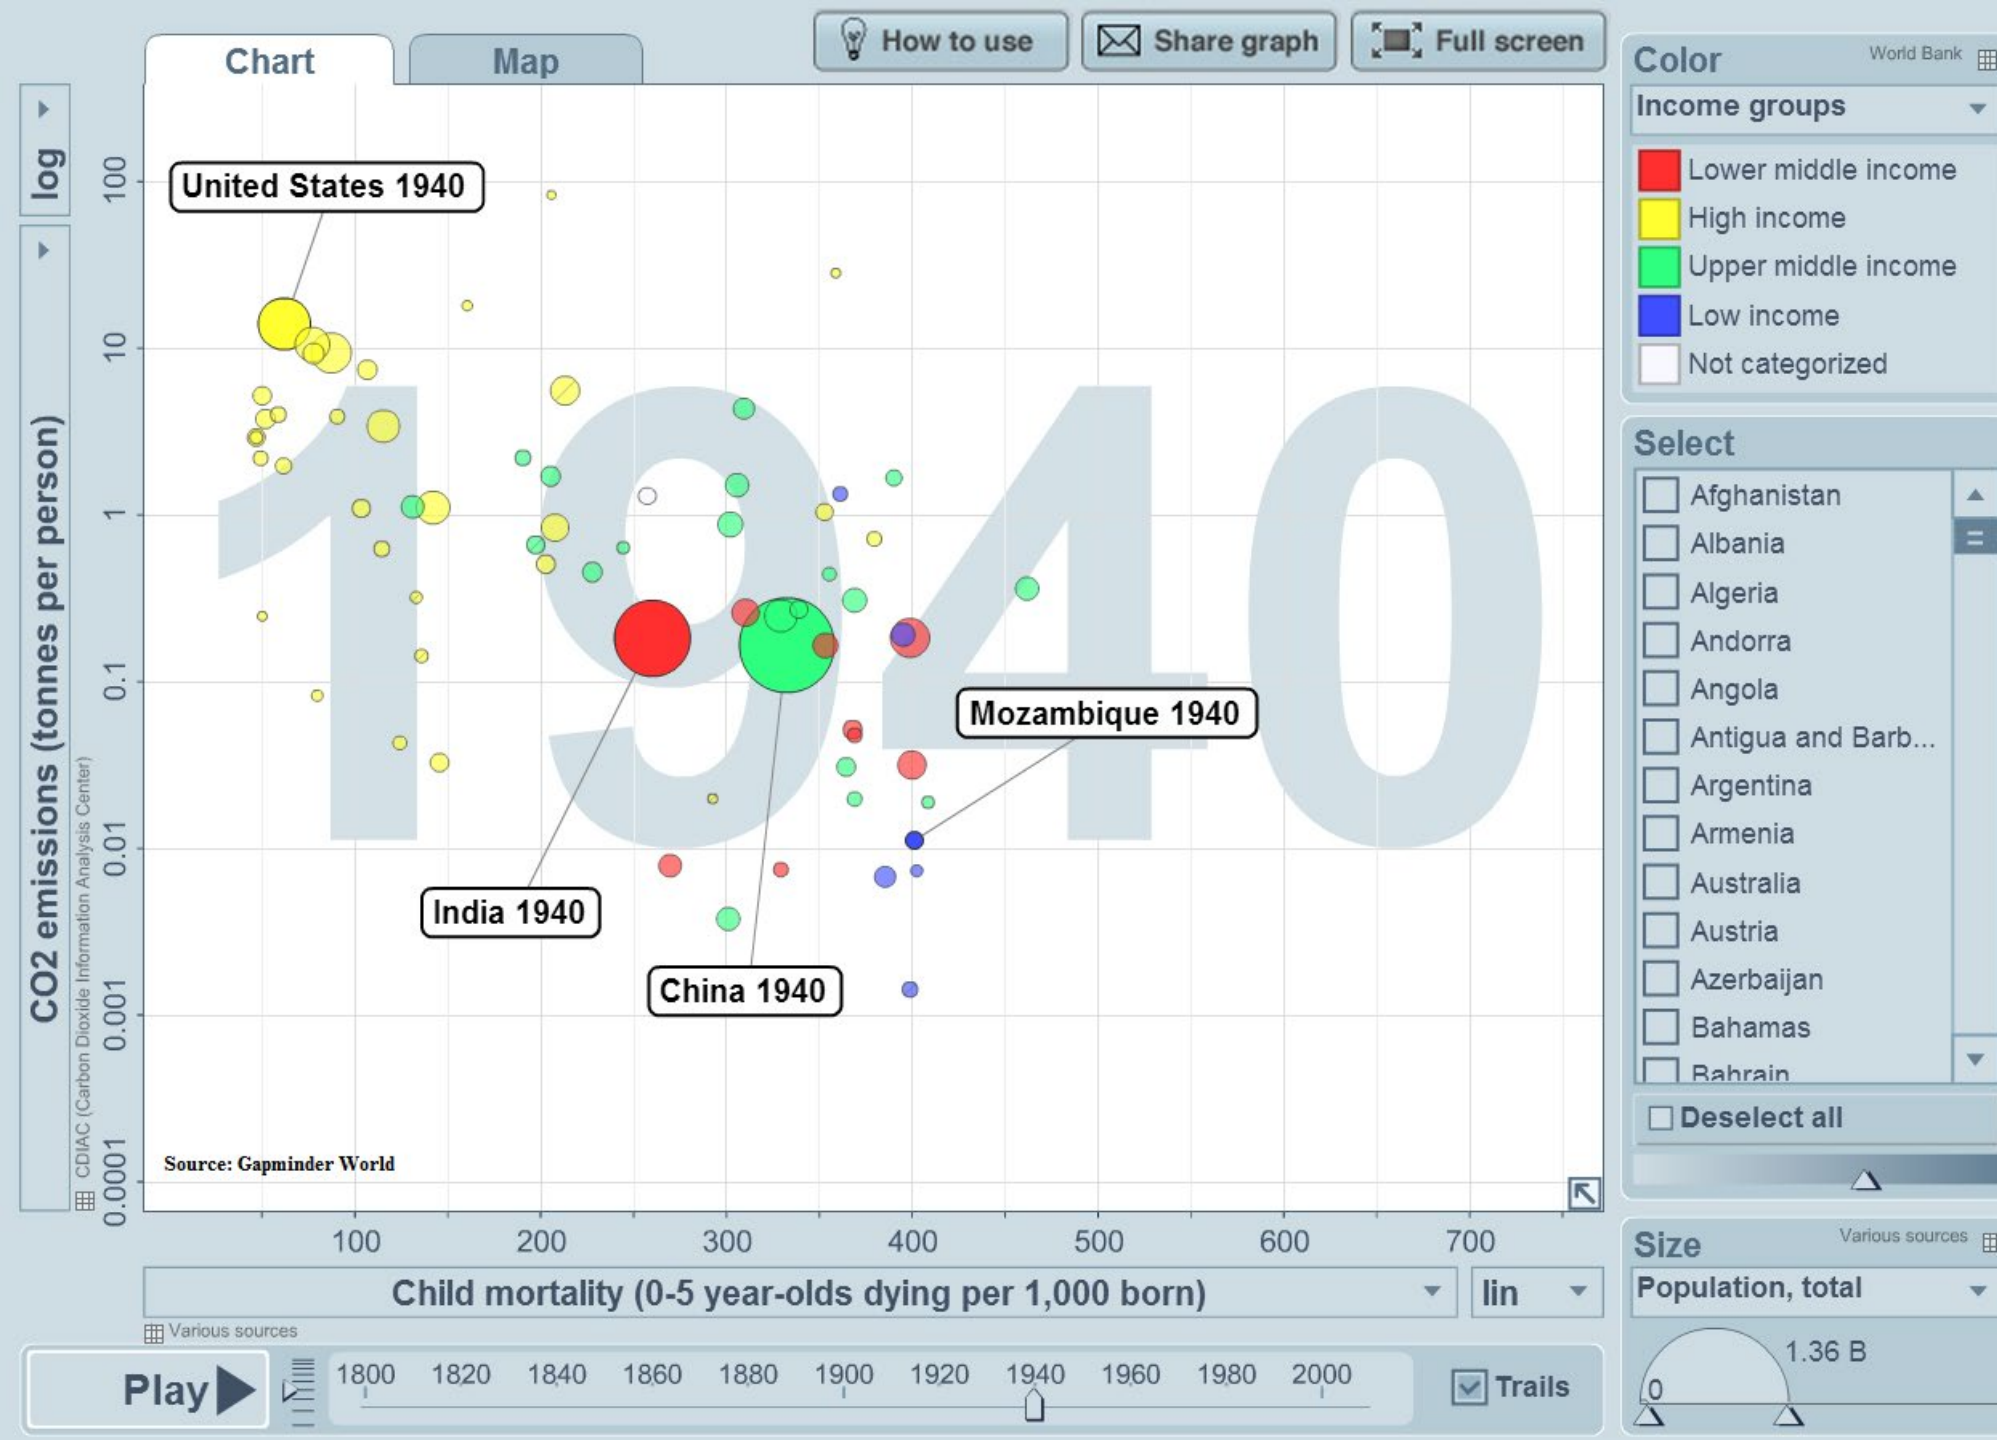 Chart
Map
How to use
Share graph
Full screen
log
CO2 emissions (tonnes per person)
CDIAC (Carbon Dioxide Information Analysis Center)
100
10
1
0.1
0.01
0.001
0.0001
1940
United States 1940
Mozambique 1940
India 1940
China 1940
Source: Gapminder World
100 200 300 400 500 600 700
Child mortality (0-5 year-olds dying per 1,000 born)
lin
Various sources
Play
1800 1820 1840 1860 1880 1900 1920 1940 1960 1980 2000
Trails
Color
World Bank
Income groups
Lower middle income
High income
Upper middle income
Low income
Not categorized
Select
Afghanistan
Albania
Algeria
Andorra
Angola
Antigua and Barb...
Argentina
Armenia
Australia
Austria
Azerbaijan
Bahamas
Bahrain
Deselect all
Size
Various sources
Population, total
1.36 B
0